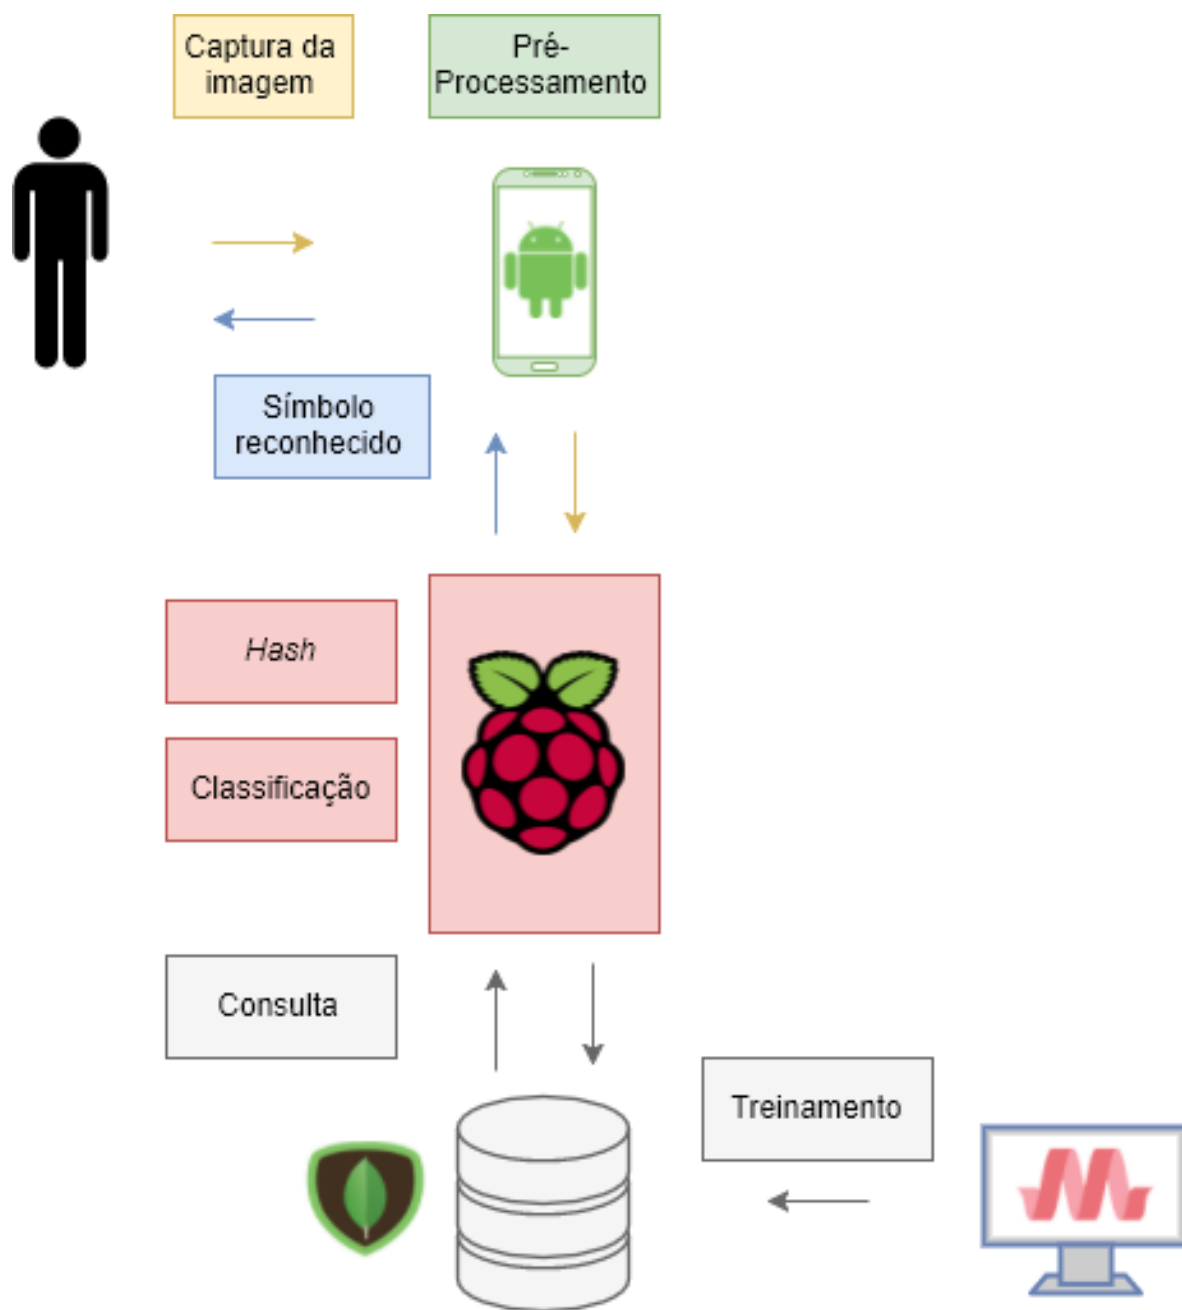 Captura da
imagem
Pré-
Processamento
Símbolo
reconhecido
Hash
Classificação
Consulta
Treinamento